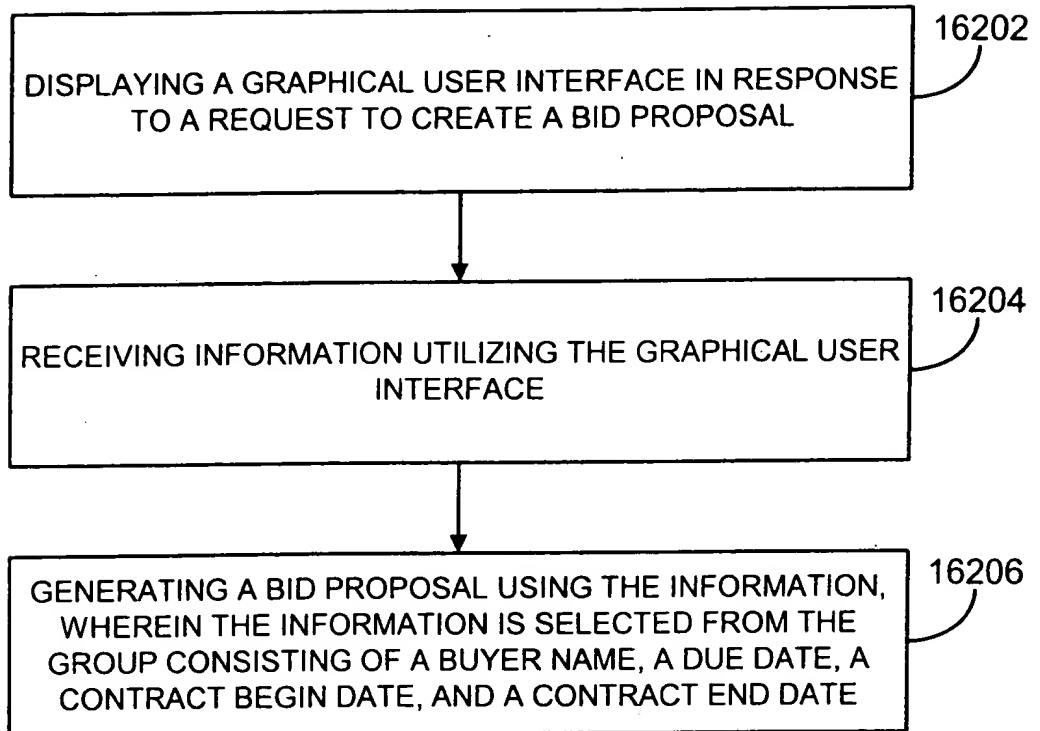 16202
DISPLAYING A GRAPHICAL USER INTERFACE IN RESPONSE
TO A REQUEST TO CREATE A BID PROPOSAL
16204
RECEIVING INFORMATION UTILIZING THE GRAPHICAL USER
INTERFACE
16206
GENERATING A BID PROPOSAL USING THE INFORMATION,
WHEREIN THE INFORMATION IS SELECTED FROM THE
GROUP CONSISTING OF A BUYER NAME, A DUE DATE, A
CONTRACT BEGIN DATE, AND A CONTRACT END DATE